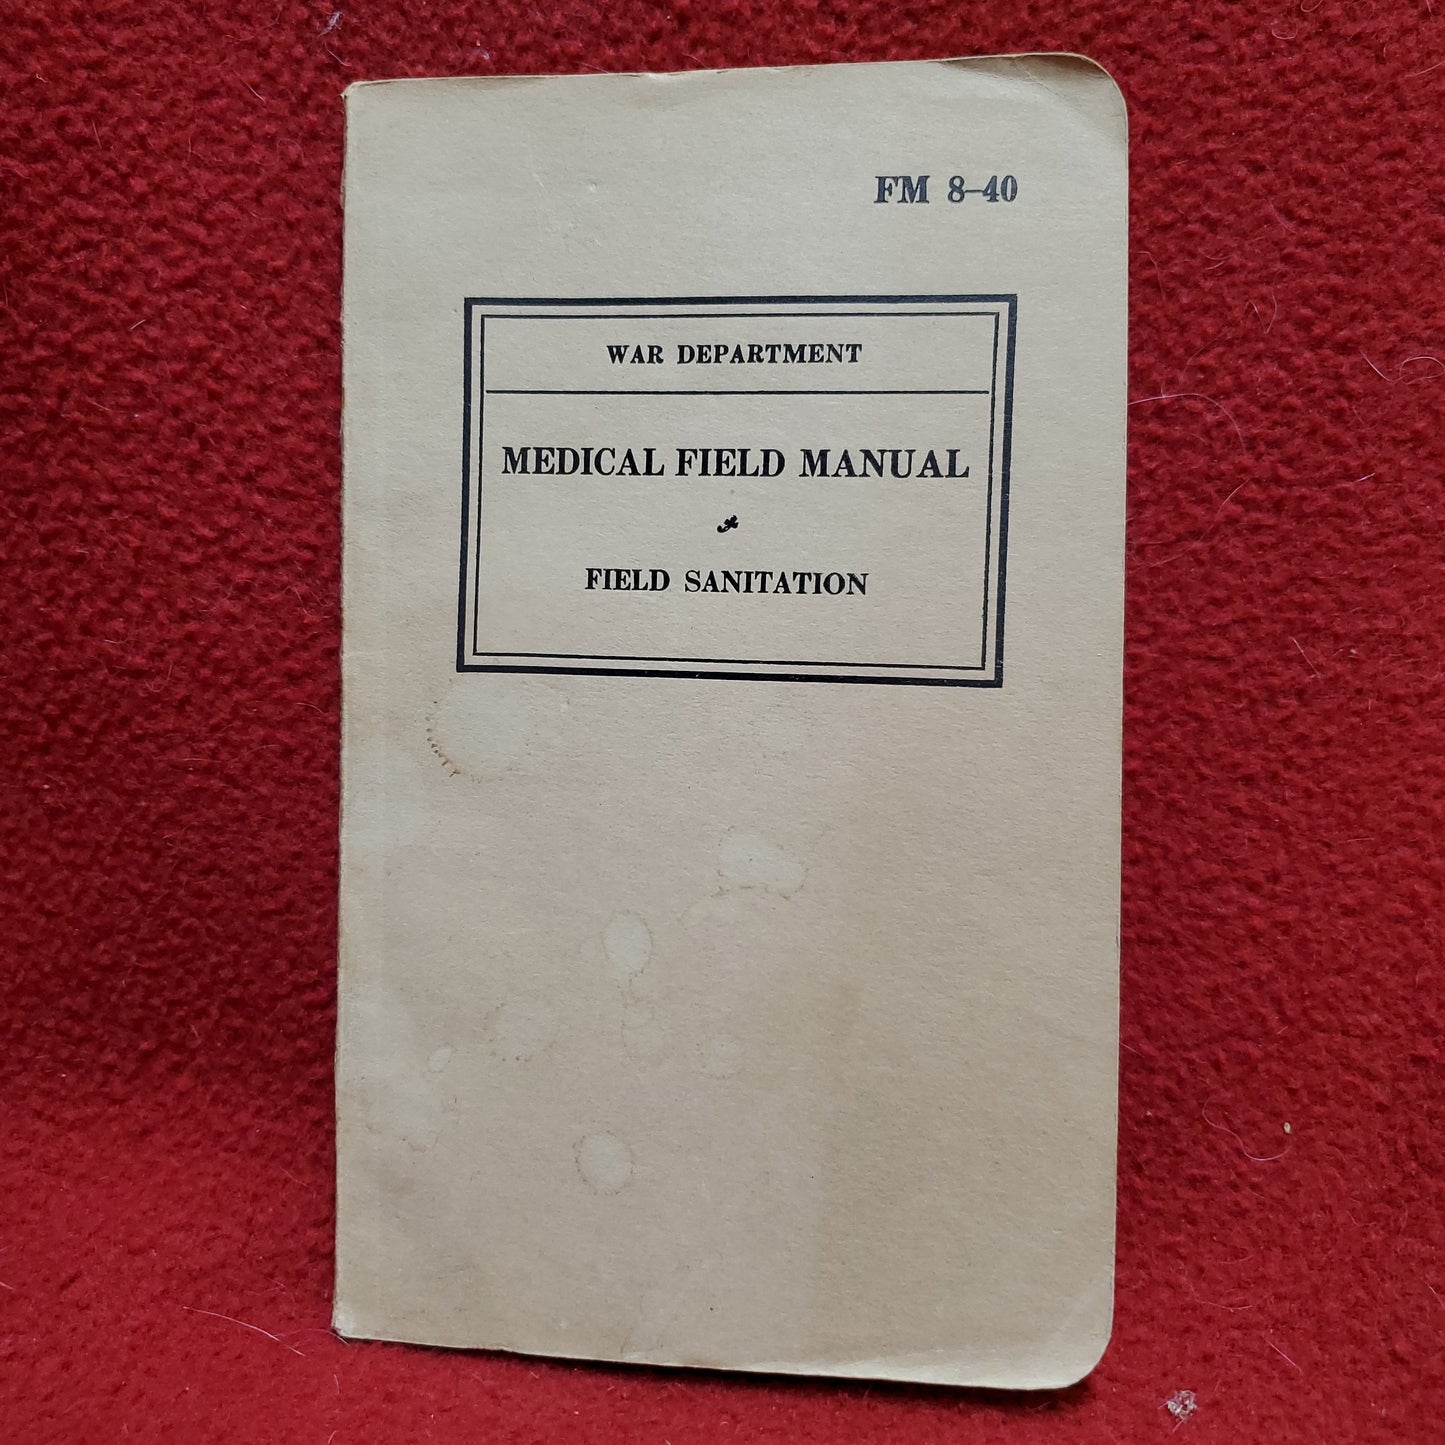 FM 8–40
WAR DEPARTMENT
MEDICAL FIELD MANUAL
FIELD SANITATION